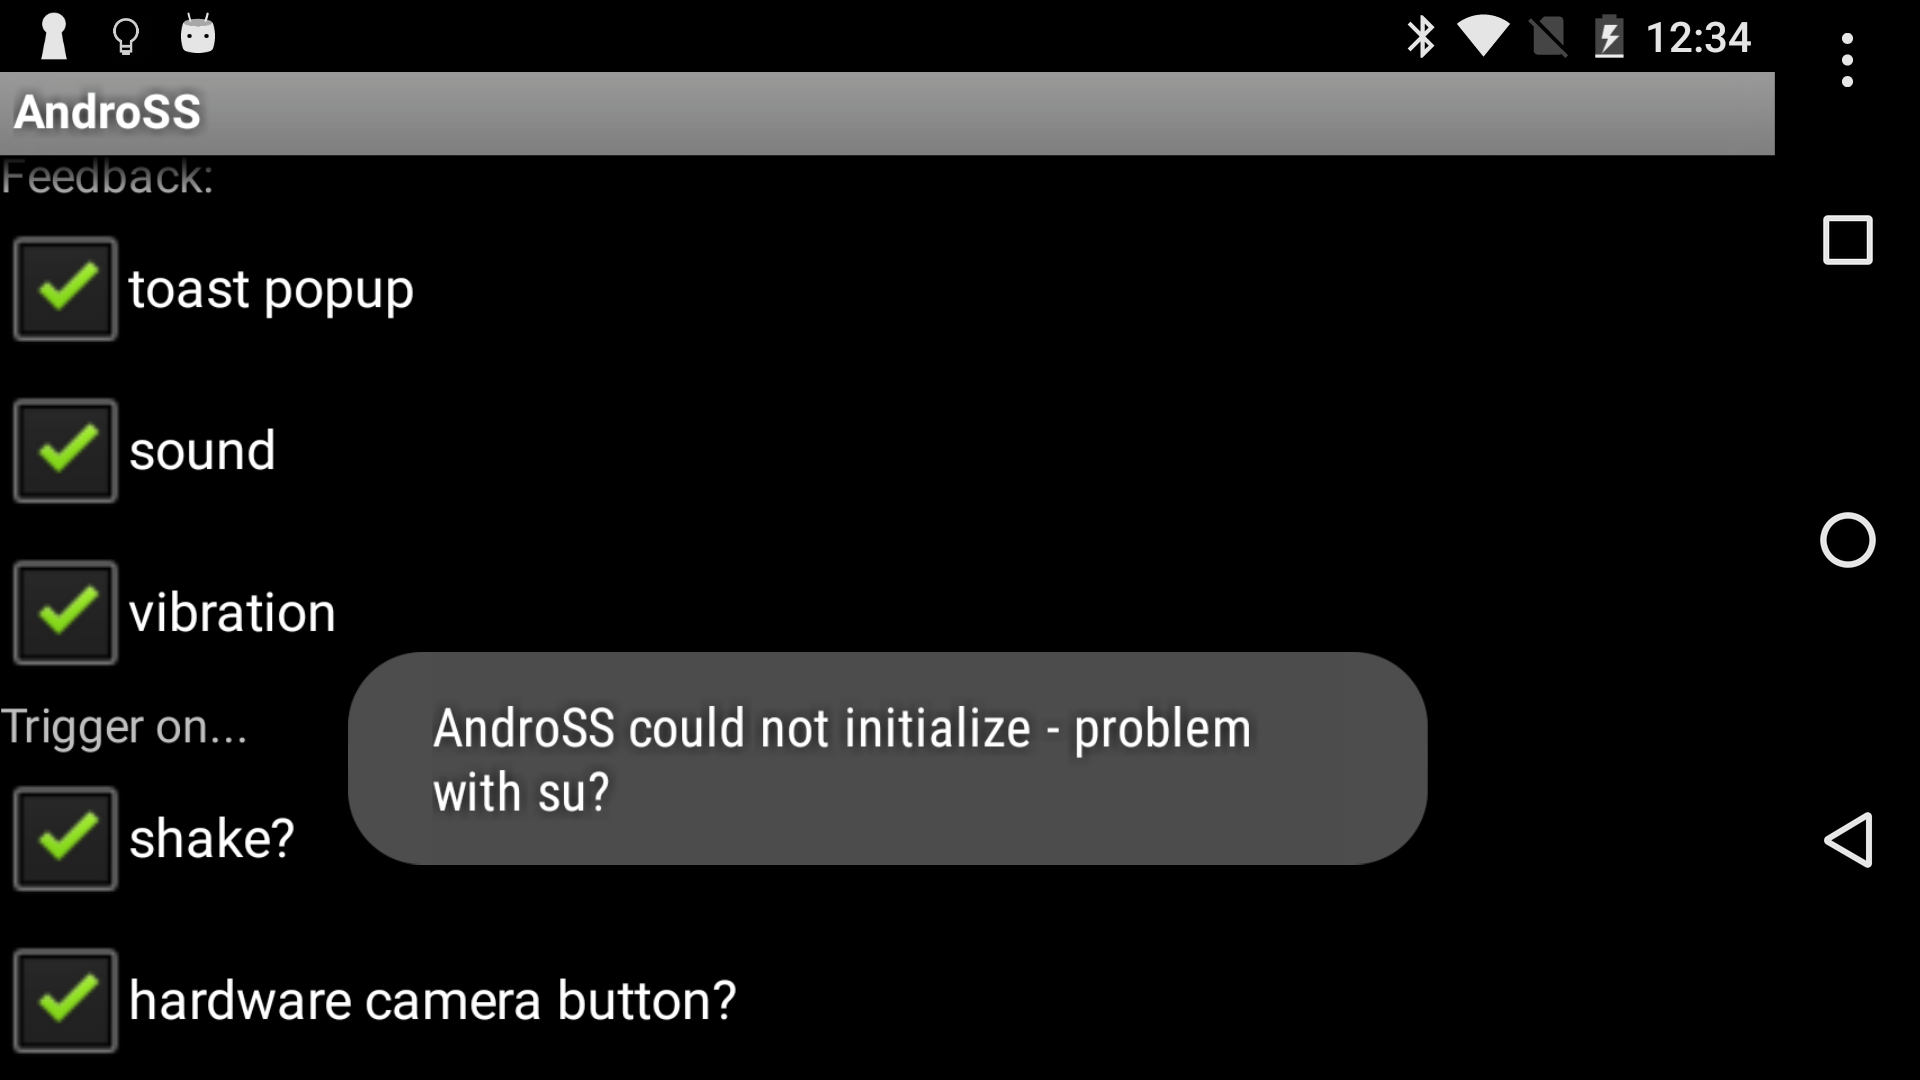 12:34
AndroSS
Feedback:
toast popup
sound
vibration
Trigger on...
AndroSS could not initialize - problem
with su?
shake?
hardware camera button?